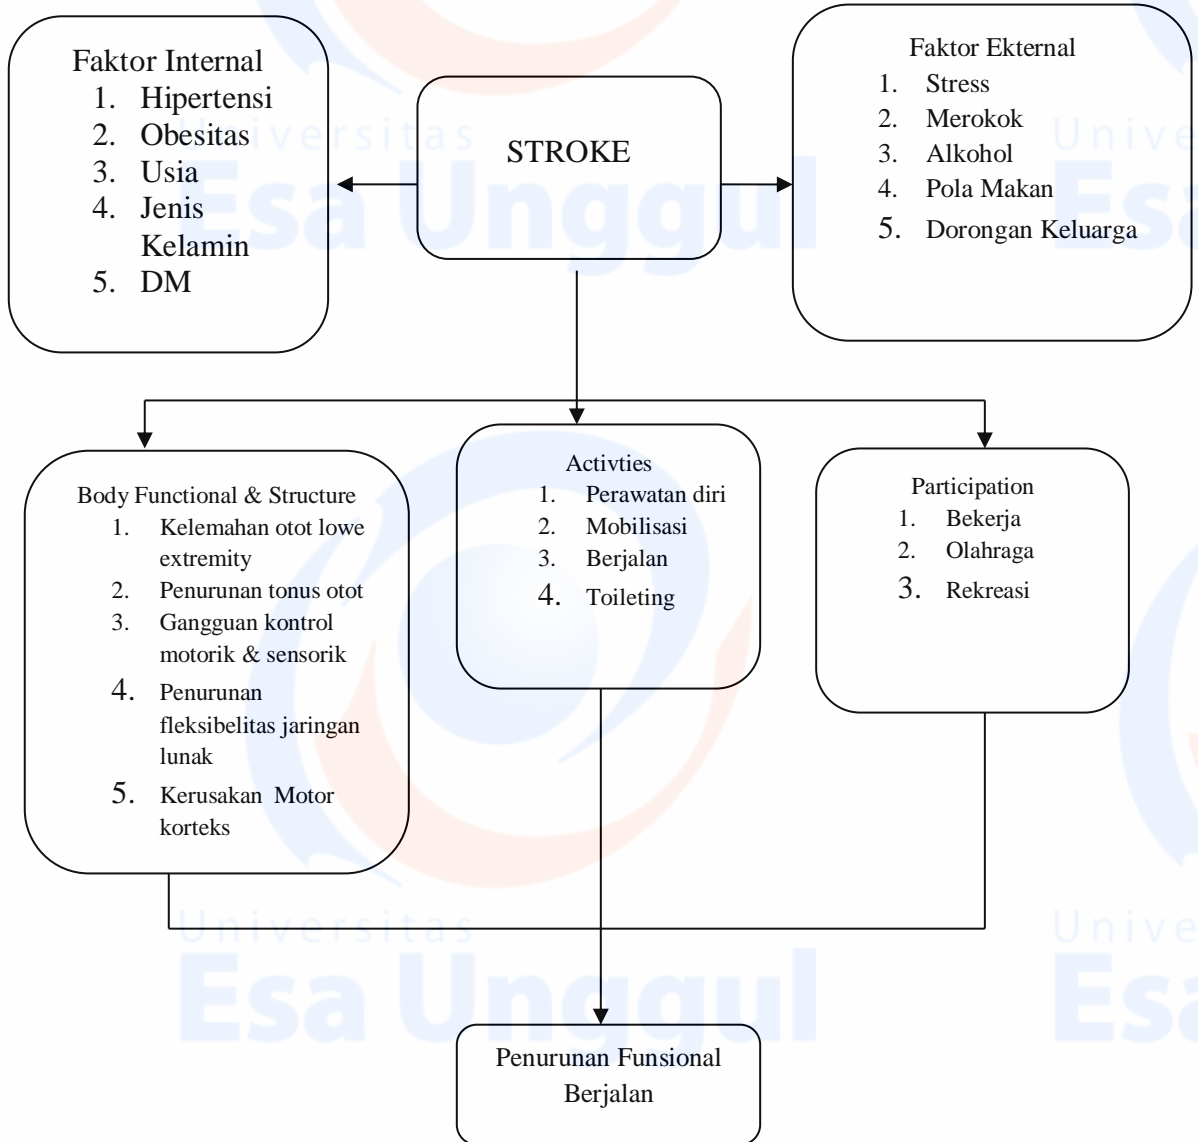 Faktor Internal
1. Hipertensi
2. Obesitas
3. Usia
4. Jenis
Kelamin
5. DM
STROKE
Faktor Ekternal
1. Stress
2. Merokok
3. Alkohol
4. Pola Makan
5. Dorongan Keluarga
Universitas
Esa Unggul
Unive
Esa
Body Functional & Structure
1. Kelemahan otot lowe
extremity
2. Penurunan tonus otot
3. Gangguan kontrol
motorik & sensorik
4. Penurunan
fleksibelitas jaringan
lunak
5. Kerusakan Motor
korteks
Activties
1. Perawatan diri
2. Mobilisasi
3. Berjalan
4. Toileting
Participation
1. Bekerja
2. Olahraga
3. Rekreasi
Universitas
Esa Unggul
Unive
Esa
Penurunan Funsional
Berjalan